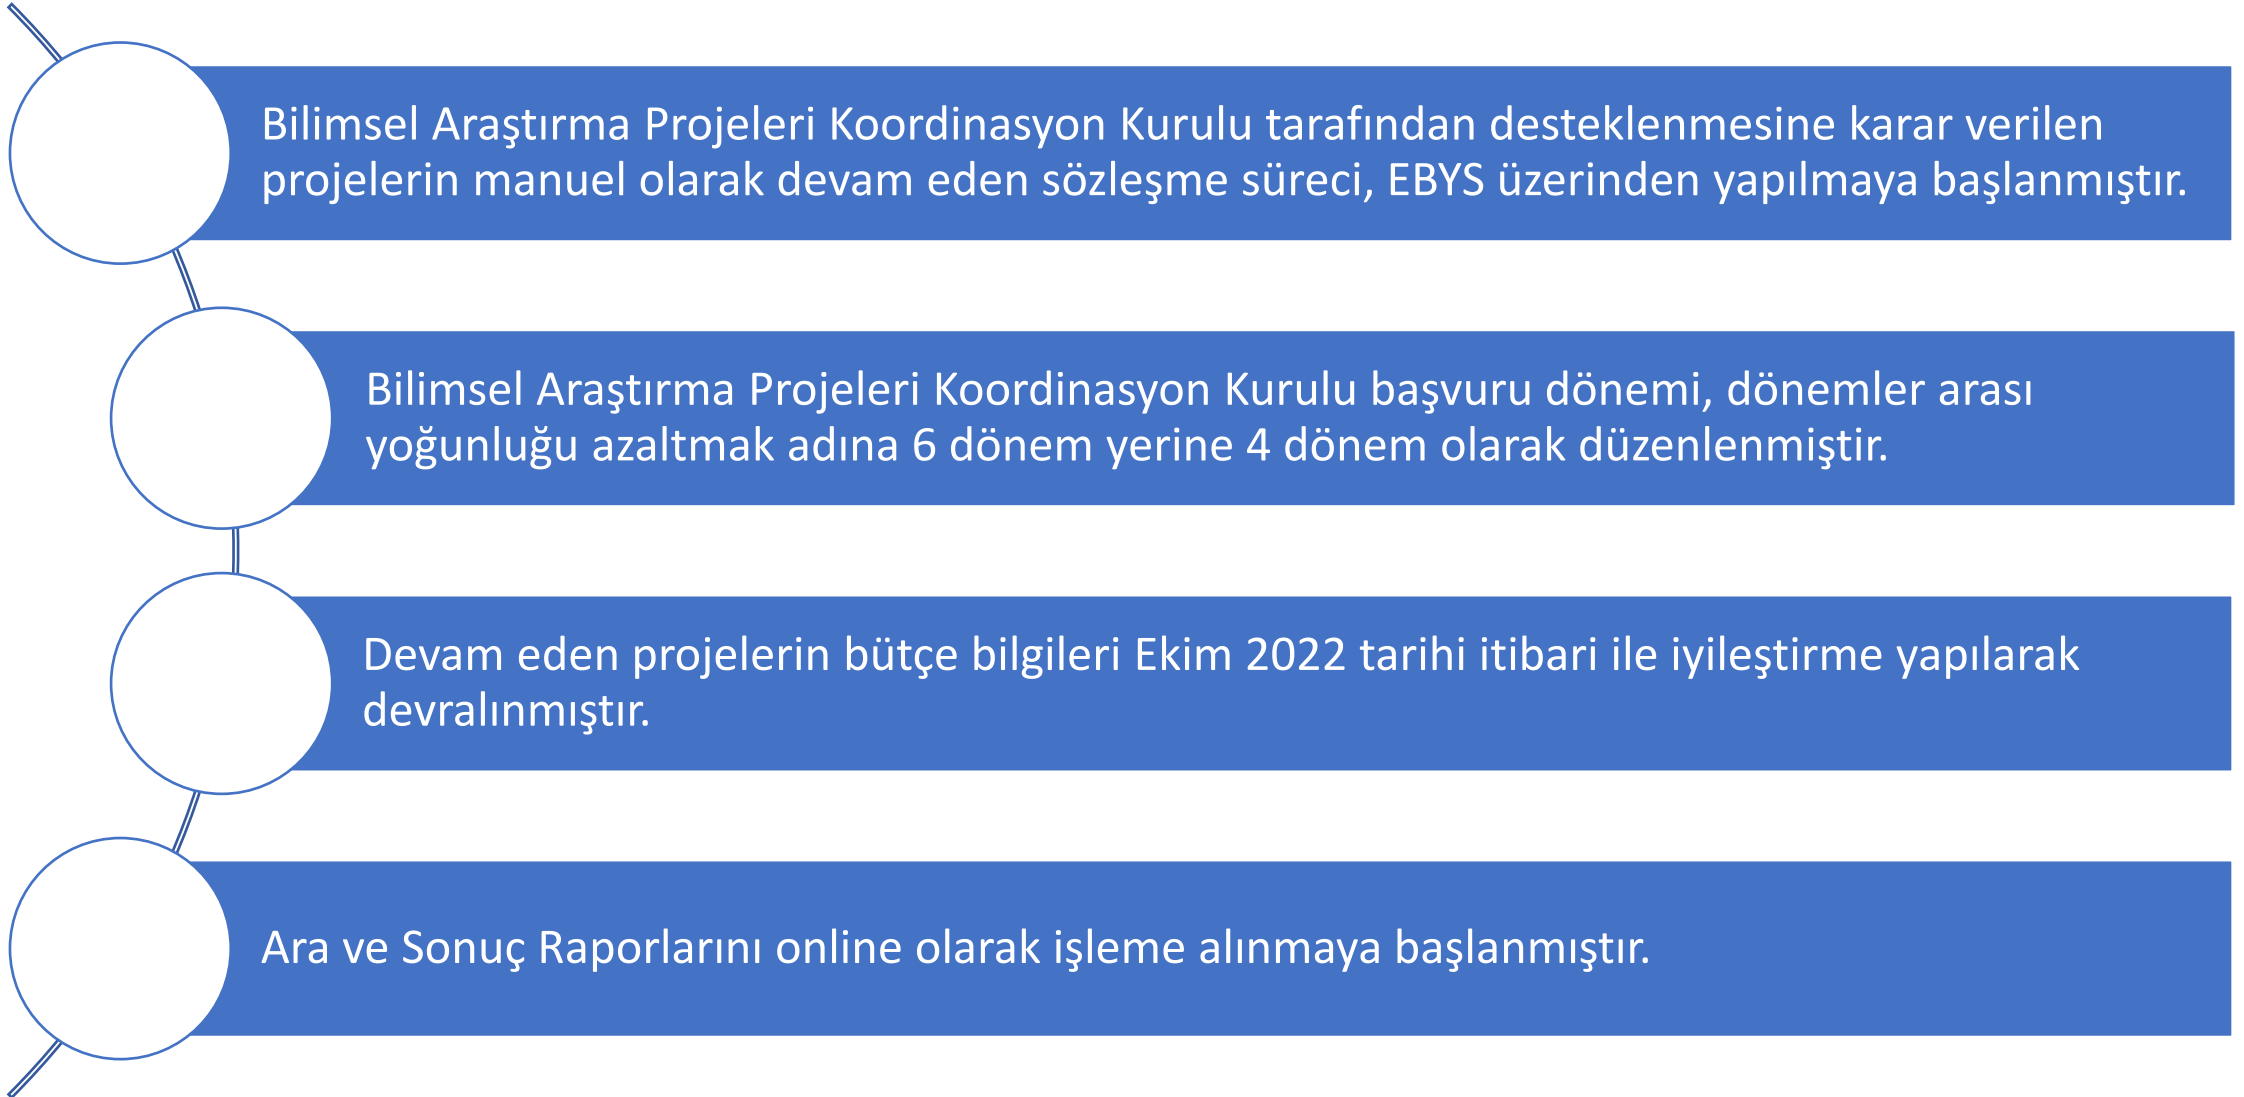 Bilimsel Araştırma Projeleri Koordinasyon Kurulu tarafından desteklenmesine karar verilen
projelerin manuel olarak devam eden sözleşme süreci, EBYS üzerinden yapılmaya başlanmıştır.
Bilimsel Araştırma Projeleri Koordinasyon Kurulu başvuru dönemi, dönemler arası
yoğunluğu azaltmak adına 6 dönem yerine 4 dönem olarak düzenlenmiştir.
Devam eden projelerin bütçe bilgileri Ekim 2022 tarihi itibari ile iyileştirme yapılarak
devralınmıştır.
Ara ve Sonuç Raporlarını online olarak işleme alınmaya başlanmıştır.